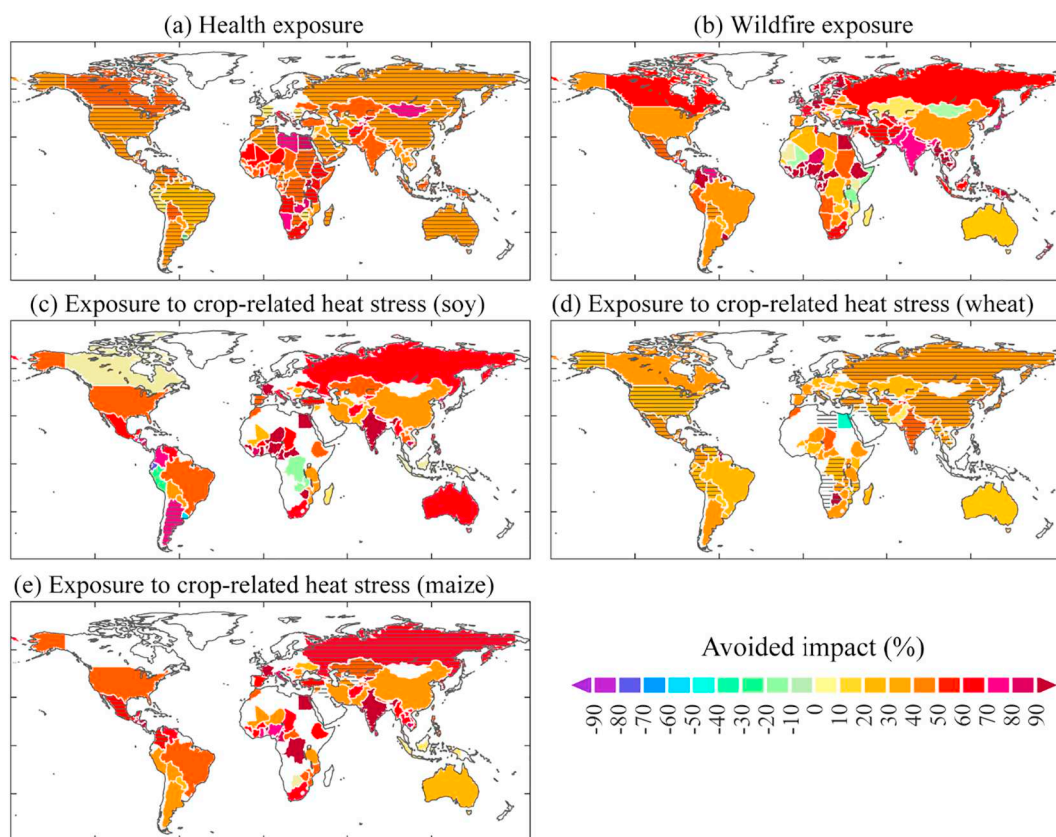 (a) Health exposure
(b) Wildfire exposure
(c) Exposure to crop-related heat stress (soy)
(d) Exposure to crop-related heat stress (wheat)
(e) Exposure to crop-related heat stress (maize)
Avoided impact (%)
-90 -80 -70 -60 -50 -40 -30 -20 -10 0 10 20 30 40 50 60 70 80 90